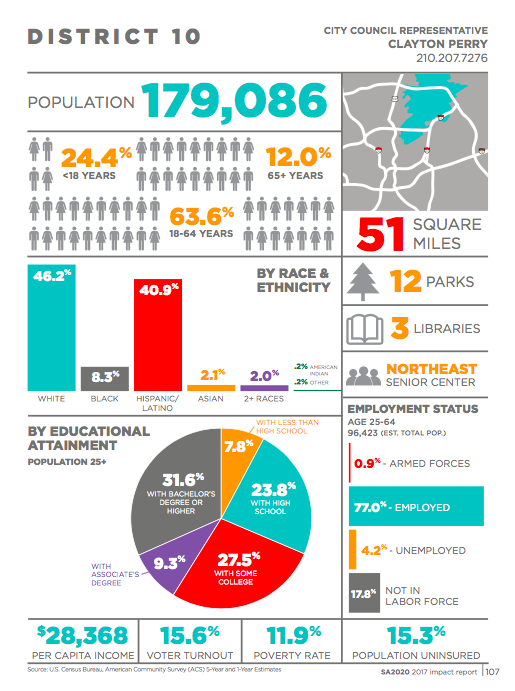 DISTRICT 10
CITY COUNCIL REPRESENTATIVE
CLAYTON PERRY
210.207.7276
POPULATION 179,086
24.4%
<18 YEARS
12.0%
65+ YEARS
63.6%
18-64 YEARS
51 SQUARE
MILES
12 PARKS
3 LIBRARIES
NORTHEAST
SENIOR CENTER
BY RACE &
ETHNICITY
46.2%
8.3%
40.9%
2.1%
2.0%
.2% AMERICAN
INDIAN
.2% OTHER
WHITE
BLACK
HISPANIC/
LATINO
ASIAN
2+ RACES
BY EDUCATIONAL
ATTAINMENT
POPULATION 25+
WITH LESS THAN
HIGH SCHOOL
7.8%
23.8%
WITH HIGH
SCHOOL
27.5%
WITH SOME
COLLEGE
9.3%
WITH
ASSOCIATE'S
DEGREE
31.6%
WITH BACHELOR'S
DEGREE OR
HIGHER
EMPLOYMENT STATUS
AGE 25-64
96,423 (EST. TOTAL POP.)
0.9% - ARMED FORCES
77.0% - EMPLOYED
4.2% - UNEMPLOYED
17.8% NOT IN
LABOR FORCE
$28,368
PER CAPITA INCOME
15.6%
VOTER TURNOUT
11.9%
POVERTY RATE
15.3%
POPULATION UNINSURED
Source: U.S. Census Bureau, American Community Survey (ACS) 5-Year and 1-Year Estimates
SA2020 2017 impact report | 107